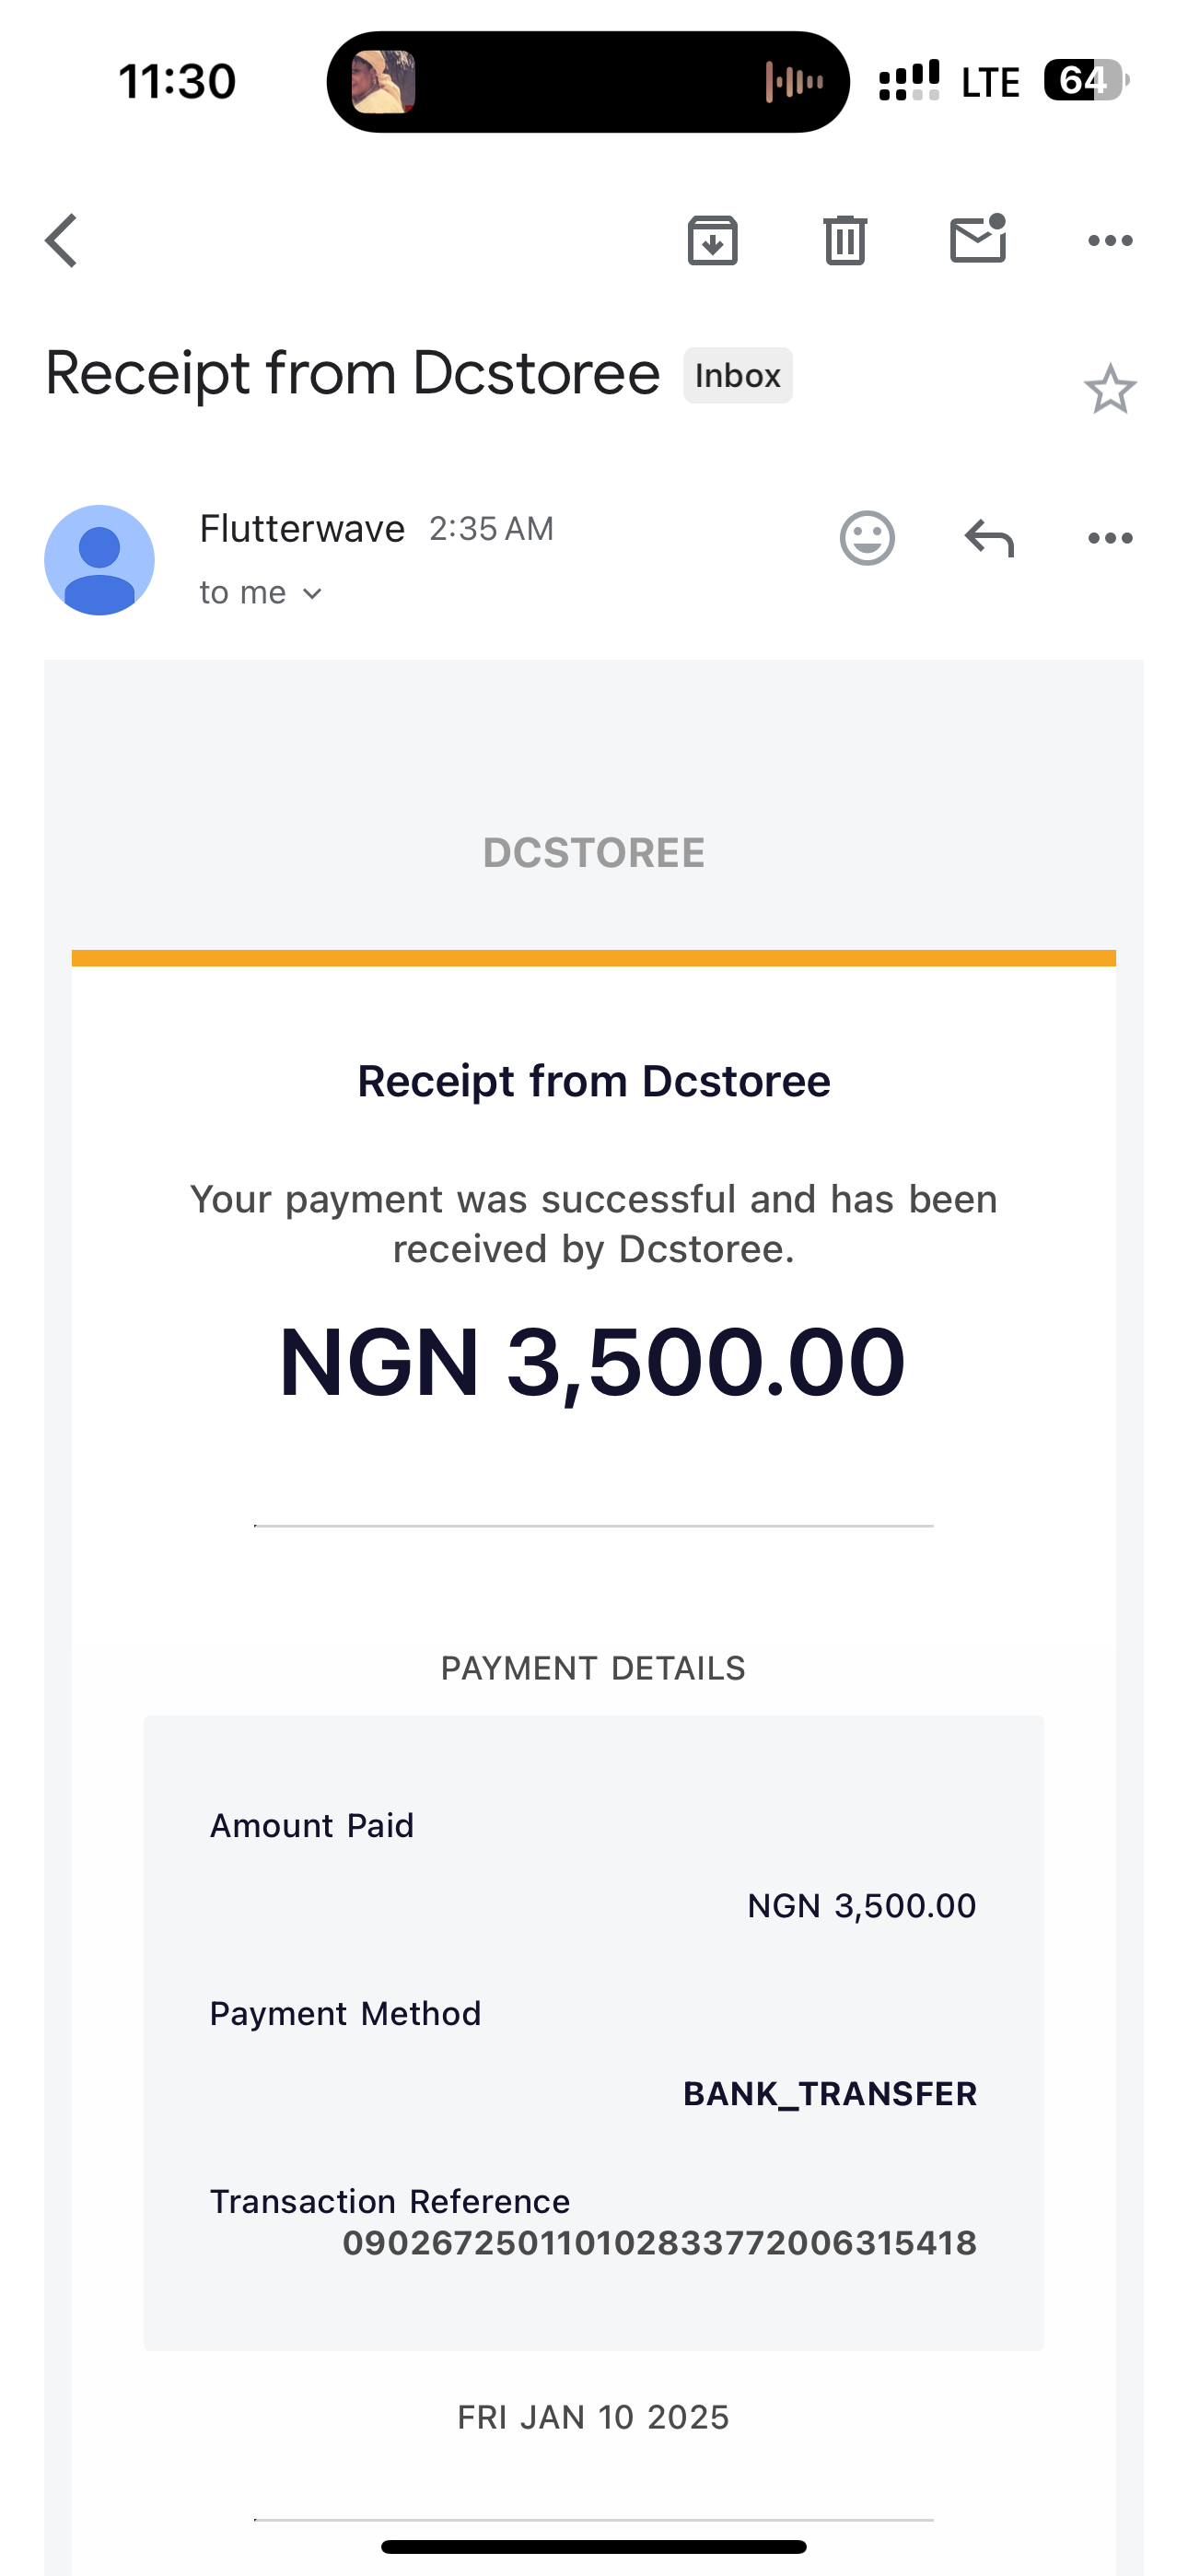 11:30
LTE
64
Receipt from Dcstoree
Inbox
Flutterwave 2:35 AM
to me
DCSTOREE
Receipt from Dcstoree
Your payment was successful and has been
received by Dcstoree.
NGN 3,500.00
PAYMENT DETAILS
Amount Paid
NGN 3,500.00
Payment Method
BANK_TRANSFER
Transaction Reference
090267250110102833772006315418
FRI JAN 10 2025